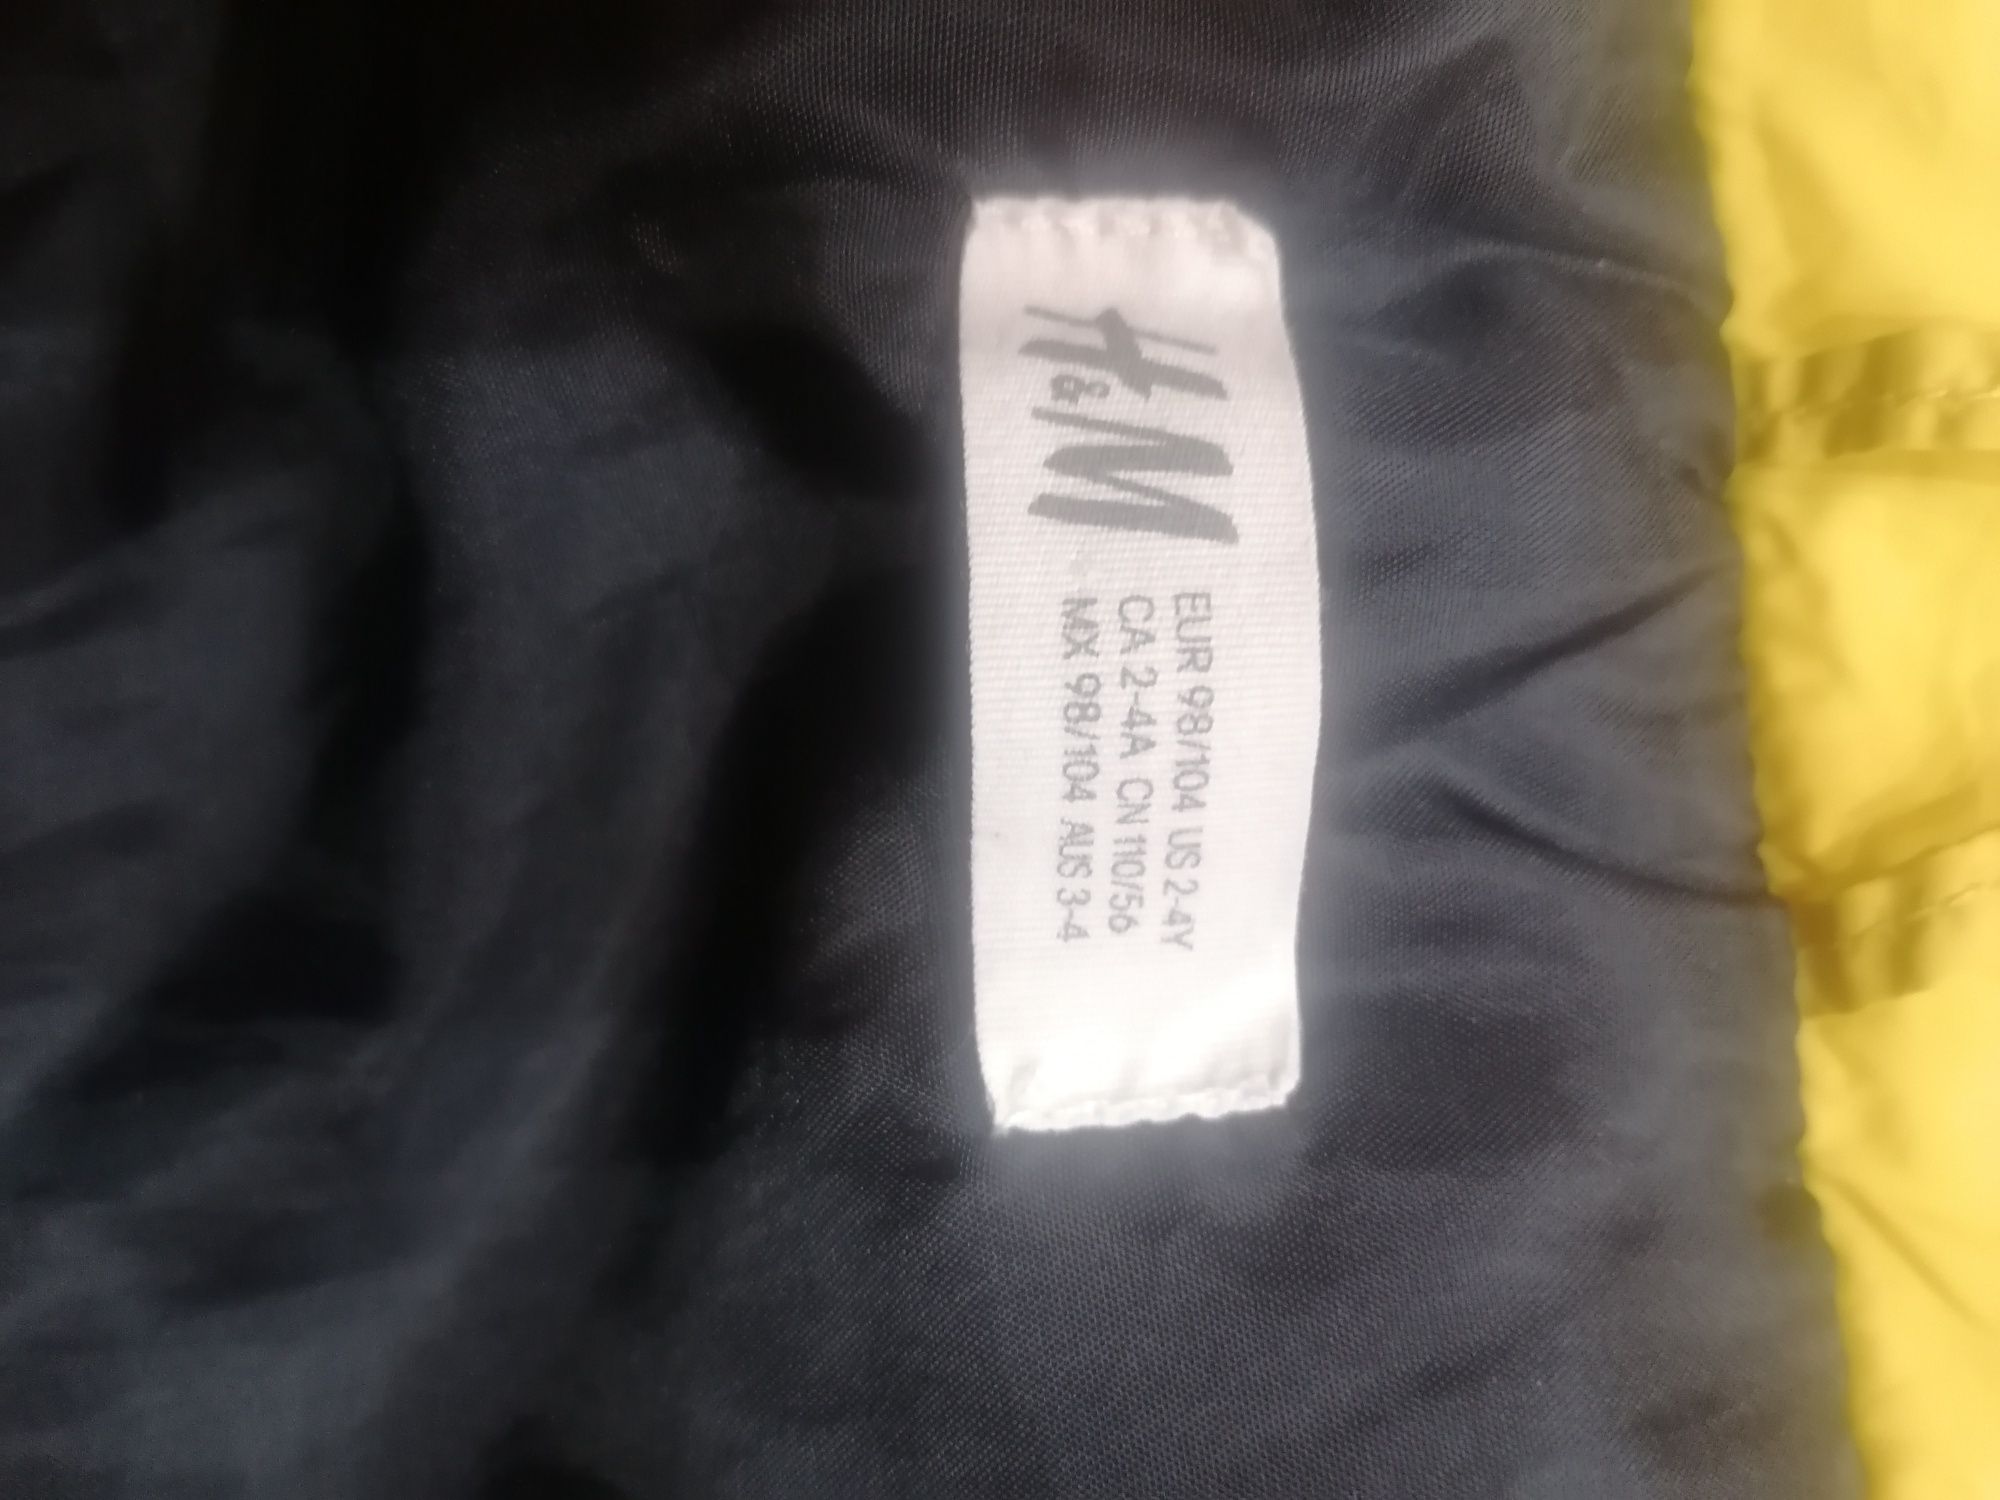 H&M
EUR 98/104 US 2-4Y
CA 2-4A CN 110/56
MX 98/104 AUS 3-4